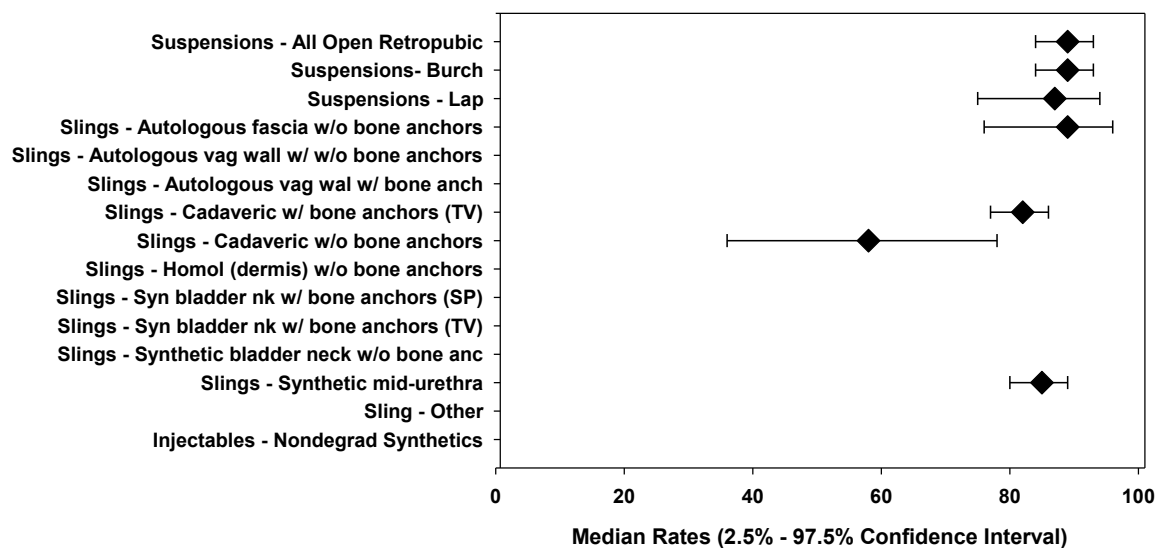 Suspensions - All Open Retropubic
Suspensions- Burch
Suspensions - Lap
Slings - Autologous fascia w/o bone anchors
Slings - Autologous vag wall w/ w/o bone anchors
Slings - Autologous vag wal w/ bone anch
Slings - Cadaveric w/ bone anchors (TV)
Slings - Cadaveric w/o bone anchors
Slings - Homol (dermis) w/o bone anchors
Slings - Syn bladder nk w/ bone anchors (SP)
Slings - Syn bladder nk w/ bone anchors (TV)
Slings - Synthetic bladder neck w/o bone anc
Slings - Synthetic mid-urethra
Sling - Other
Injectables - Nondegrad Synthetics
0 20 40 60 80 100
Median Rates (2.5% - 97.5% Confidence Interval)